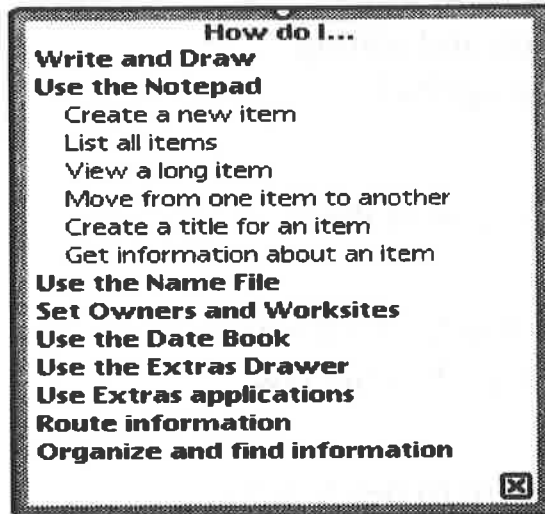 How do I...
Write and Draw
Use the Notepad
Create a new item
List all items
View a long item
Move from one item to another
Create a title for an item
Get information about an item
Use the Name File
Set Owners and Worksites
Use the Date Book
Use the Extras Drawer
Use Extras applications
Route information
Organize and find information